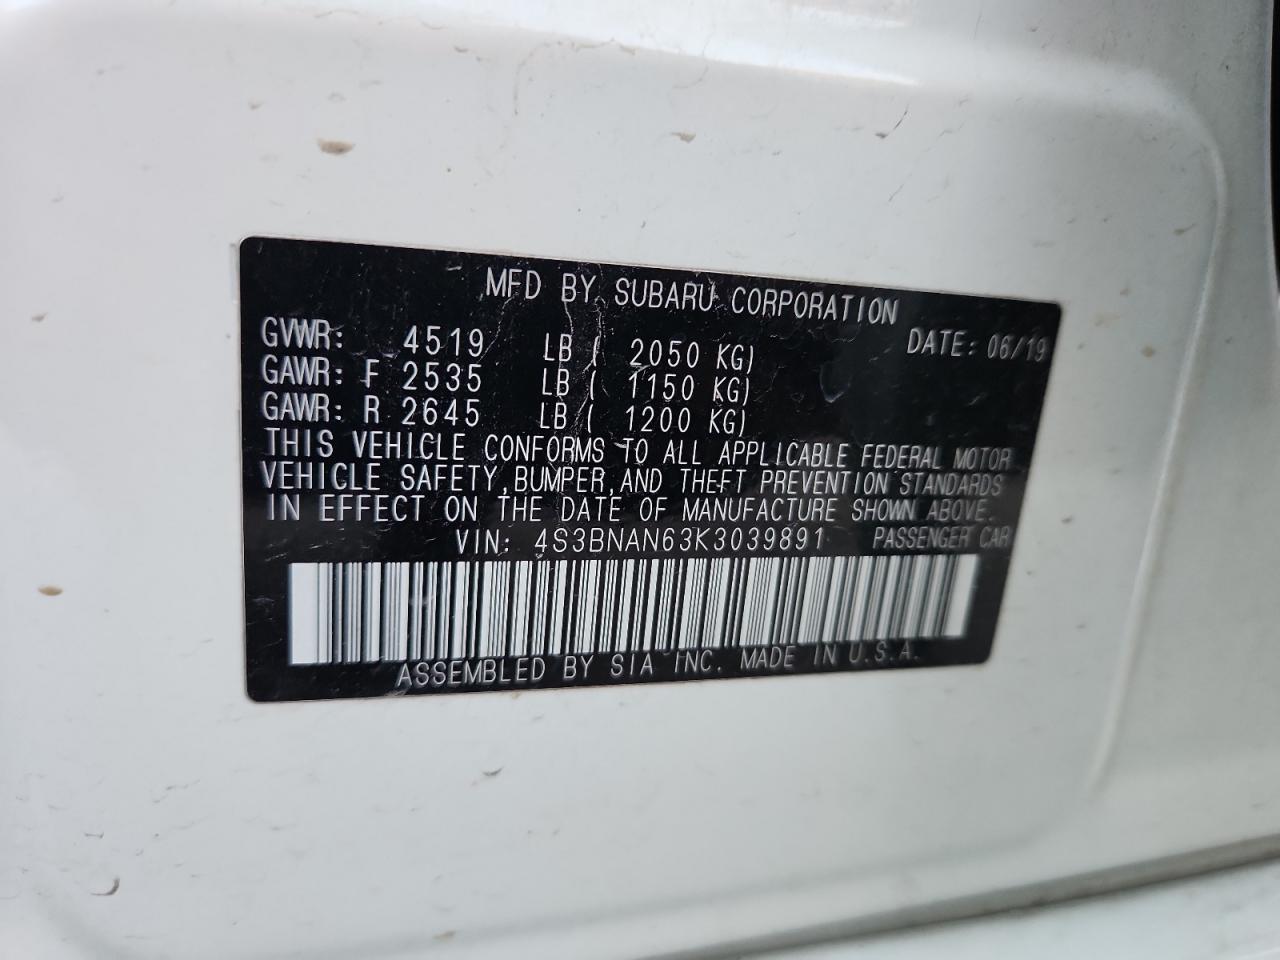 MFD BY SUBARU CORPORATION
DATE: 06/19
GVWR: 4519 LB ( 2050 KG)
GAWR: F 2535 LB ( 1150 KG)
GAWR: R 2645 LB ( 1200 KG)
THIS VEHICLE CONFORMS TO ALL APPLICABLE FEDERAL MOTOR
VEHICLE SAFETY, BUMPER, AND THEFT PREVENTION STANDARDS
IN EFFECT ON THE DATE OF MANUFACTURE SHOWN ABOVE.
VIN: 4S3BNAN63K3039891 PASSENGER CAR
ASSEMBLED BY SIA INC. MADE IN U.S.A.